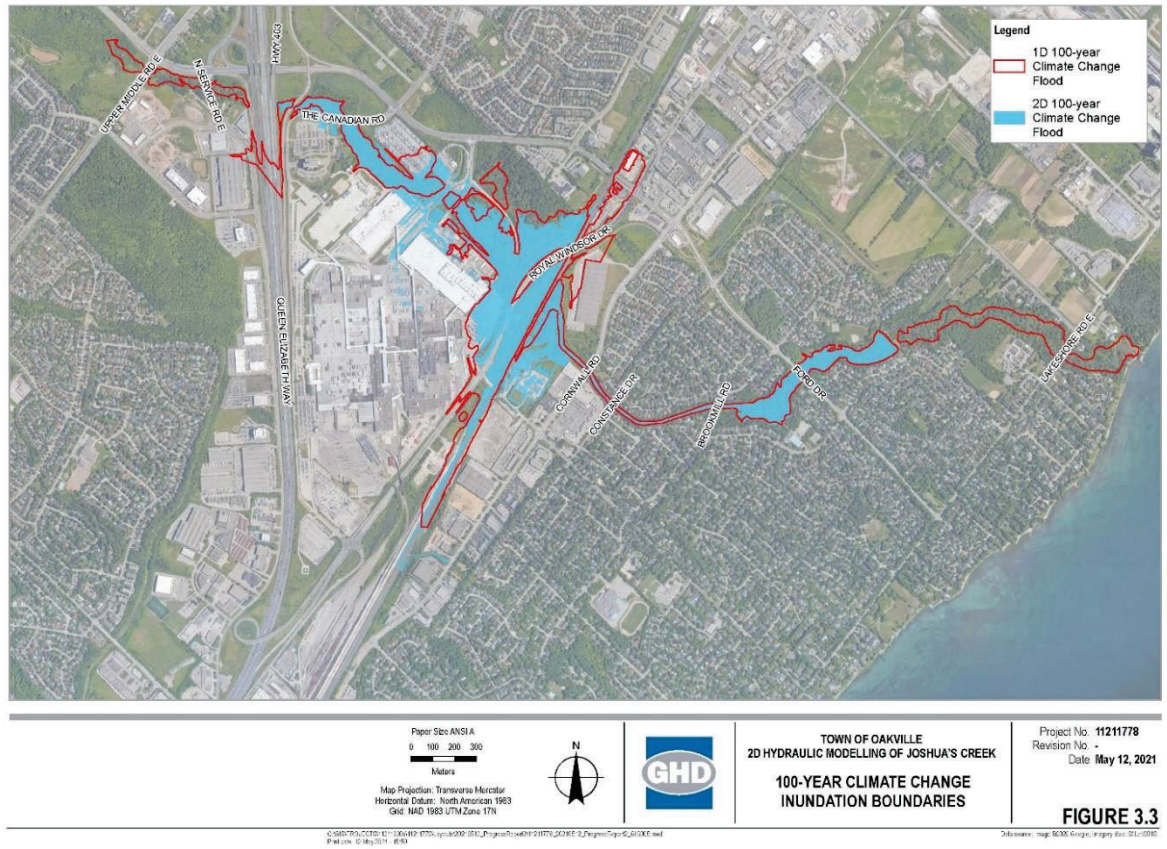 Legend
1D 100-year
Climate Change
Flood
2D 100-year
Climate Change
Flood
UPPER MIDDLE RD E
N SERVICE RD E
HWY 403
THE CANADIAN RD
ROYAL WINDSOR DR
QUEEN ELIZABETH WAY
CORNWALL RD
CONSTANCE DR
BROOKMILL RD
FORD DR
LAKESHORE RD E
Paper Size ANSI A
0 100 200 300
Meters
Map Projection: Transverse Mercator
Horizontal Datum: North American 1983
Grid: NAD 1983 UTM Zone 17N
N
GHD
TOWN OF OAKVILLE
2D HYDRAULIC MODELLING OF JOSHUA'S CREEK
100-YEAR CLIMATE CHANGE
INUNDATION BOUNDARIES
Project No. 11211778
Revision No. -
Date May 12, 2021
FIGURE 3.3